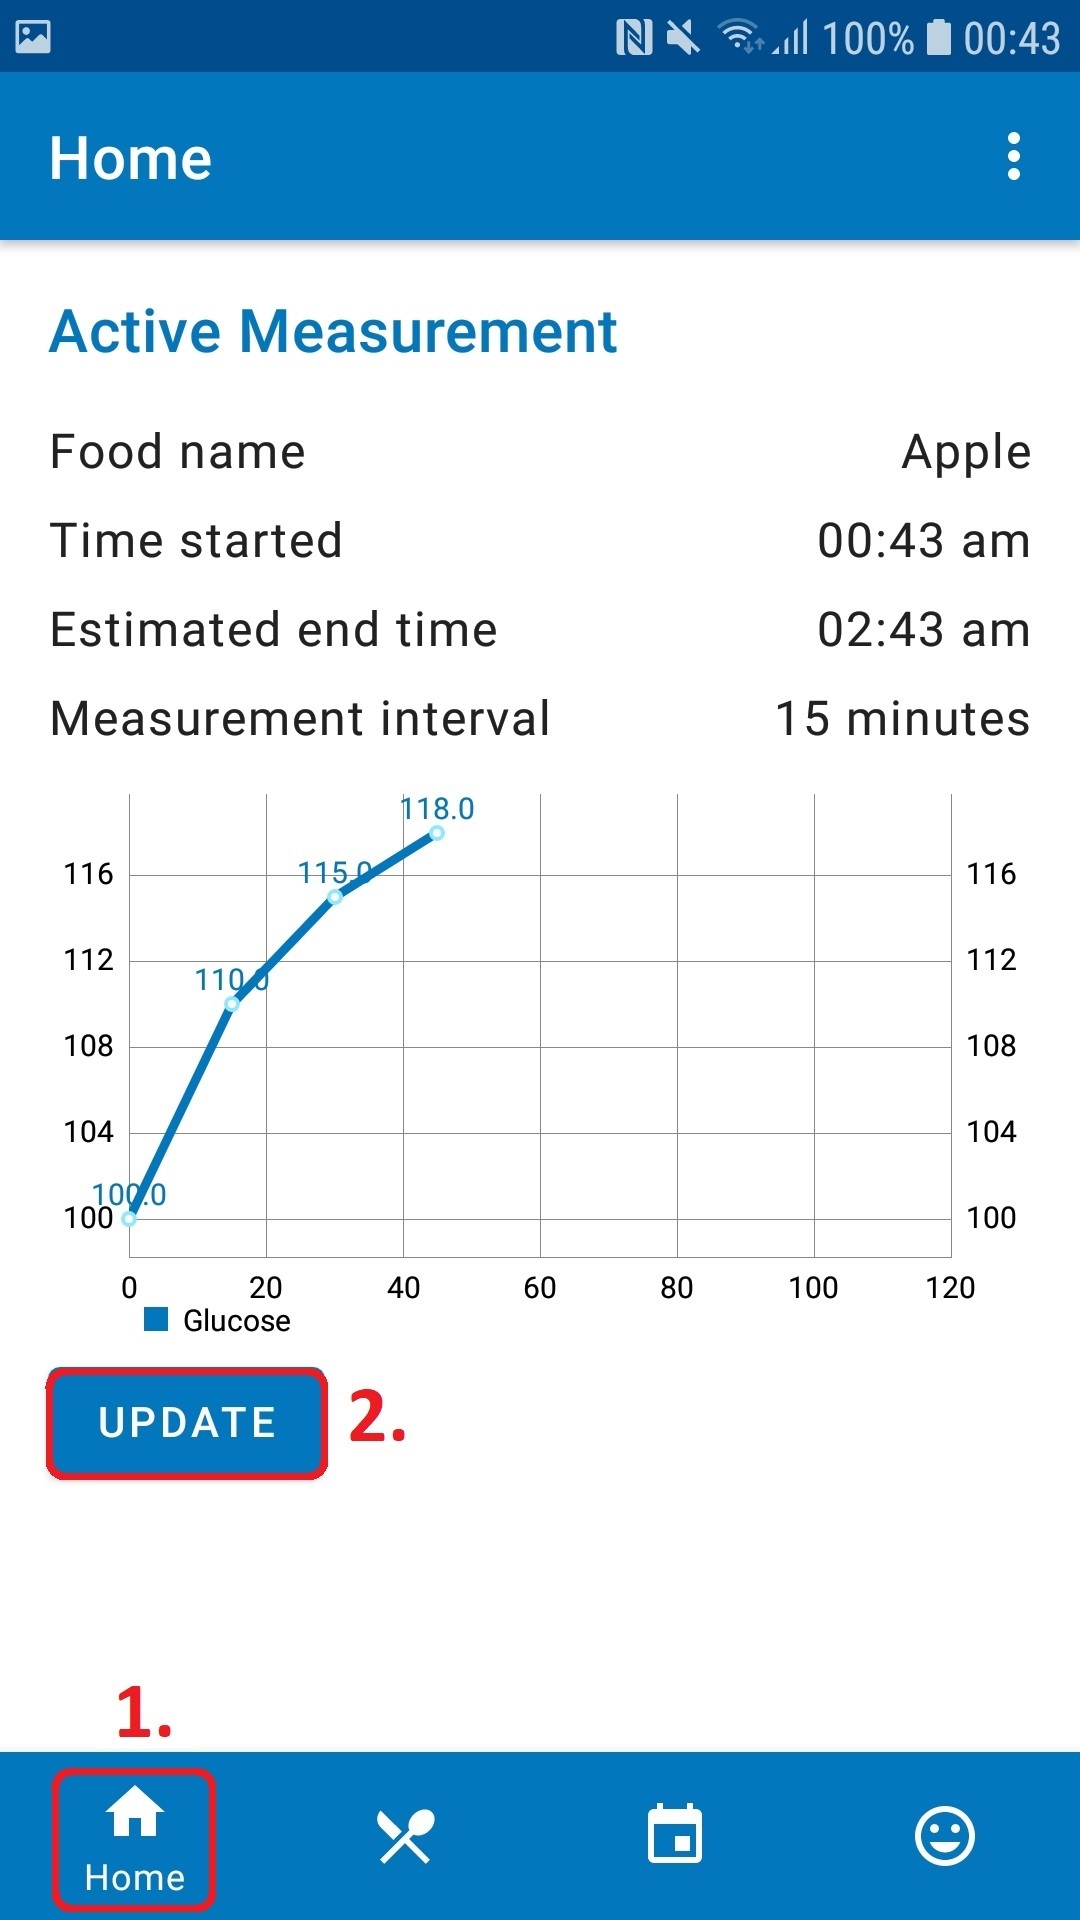 100% 00:43
Home
Active Measurement
Food name Apple
Time started 00:43 am
Estimated end time 02:43 am
Measurement interval 15 minutes
118.0
116 115.0 116
112 112
110.0
108 108
104 104
100.0
100 100
0 20 40 60 80 100 120
Glucose
UPDATE 2.
1.
Home